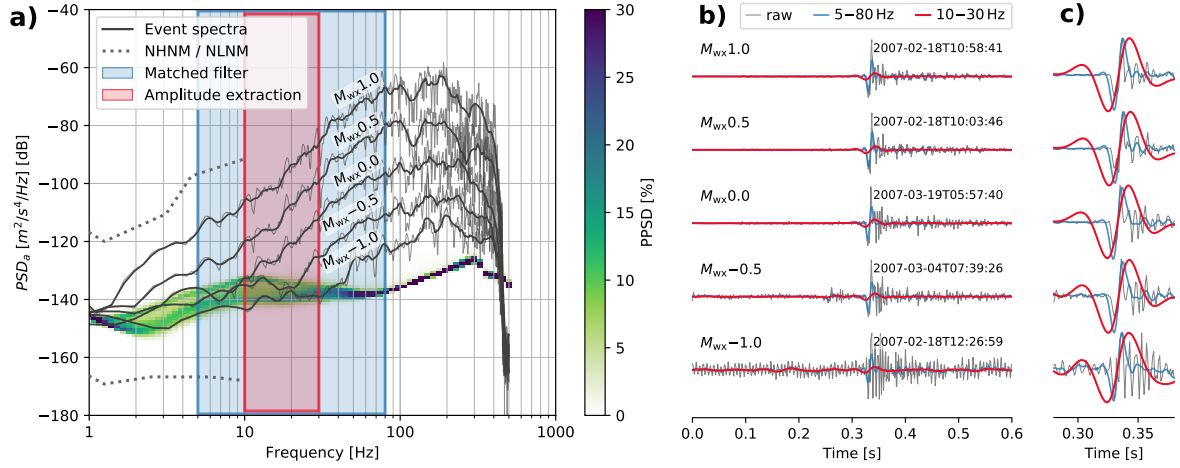 a)
Event spectra
NHNM / NLNM
Matched filter
Amplitude extraction
M_wx1.0
M_wx0.5
M_wx0.0
M_wx−0.5
M_wx−1.0
−40
−60
−80
−100
−120
−140
−160
−180
PSD_a [m²/s⁴/Hz] [dB]
1
10
100
1000
Frequency [Hz]
30
25
20
15
10
5
0
PPSD [%]
b)
raw
5−80 Hz
10−30 Hz
M_wx1.0 2007-02-18T10:58:41
M_wx0.5 2007-02-18T10:03:46
M_wx0.0 2007-03-19T05:57:40
M_wx−0.5 2007-03-04T07:39:26
M_wx−1.0 2007-02-18T12:26:59
0.0 0.1 0.2 0.3 0.4 0.5 0.6
Time [s]
c)
0.30 0.35
Time [s]